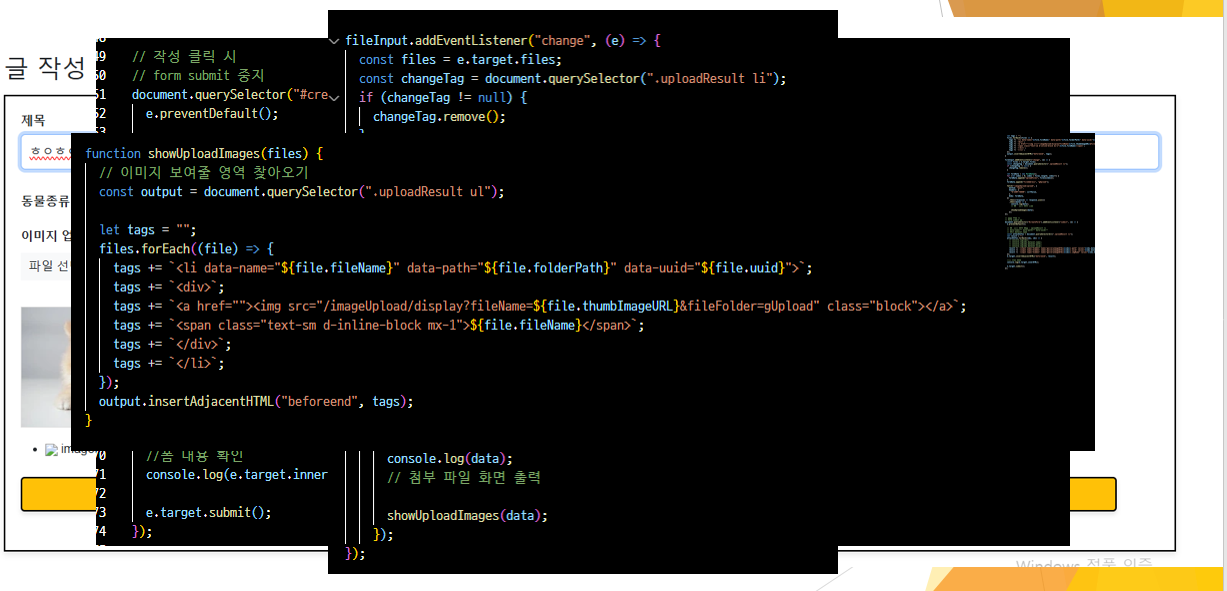 글 작성
제목
ㅎㅇㅎ
동물종류
이미지 업
파일 선
49 // 작성 클릭 시
50 // form submit 중지
51 document.querySelector("#cre
52 e.preventDefault();
53
fileInput.addEventListener("change", (e) => {
const files = e.target.files;
const changeTag = document.querySelector(".uploadResult li");
if (changeTag != null) {
changeTag.remove();
function showUploadImages(files) {
// 이미지 보여줄 영역 찾아오기
const output = document.querySelector(".uploadResult ul");
let tags = "";
files.forEach((file) => {
tags += `<li data-name="${file.fileName}" data-path="${file.folderPath}" data-uuid="${file.uuid}">`;
tags += `<div>`;
tags += `<a href=""><img src="/imageUpload/display?fileName=${file.thumbImageURL}&fileFolder=gUpload" class="block"></a>`;
tags += `<span class="text-sm d-inline-block mx-1">${file.fileName}</span>`;
tags += `</div>`;
tags += `</li>`;
});
output.insertAdjacentHTML("beforeend", tags);
}
70 //폼 내용 확인
71 console.log(e.target.inner
72
73 e.target.submit();
74 });
console.log(data);
// 첨부 파일 화면 출력
showUploadImages(data);
});
});
Windows 정품 인증